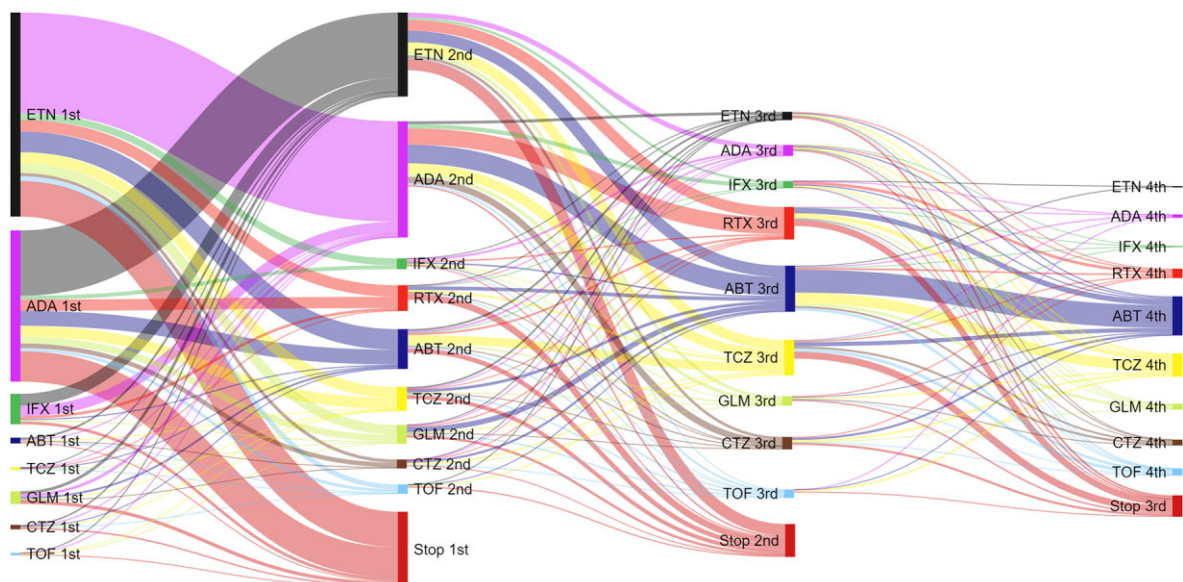 ETN 1st
ADA 1st
IFX 1st
ABT 1st
TCZ 1st
GLM 1st
CTZ 1st
TOF 1st
ETN 2nd
ADA 2nd
IFX 2nd
RTX 2nd
ABT 2nd
TCZ 2nd
GLM 2nd
CTZ 2nd
TOF 2nd
Stop 1st
ETN 3rd
ADA 3rd
IFX 3rd
RTX 3rd
ABT 3rd
TCZ 3rd
GLM 3rd
CTZ 3rd
TOF 3rd
Stop 2nd
ETN 4th
ADA 4th
IFX 4th
RTX 4th
ABT 4th
TCZ 4th
GLM 4th
CTZ 4th
TOF 4th
Stop 3rd